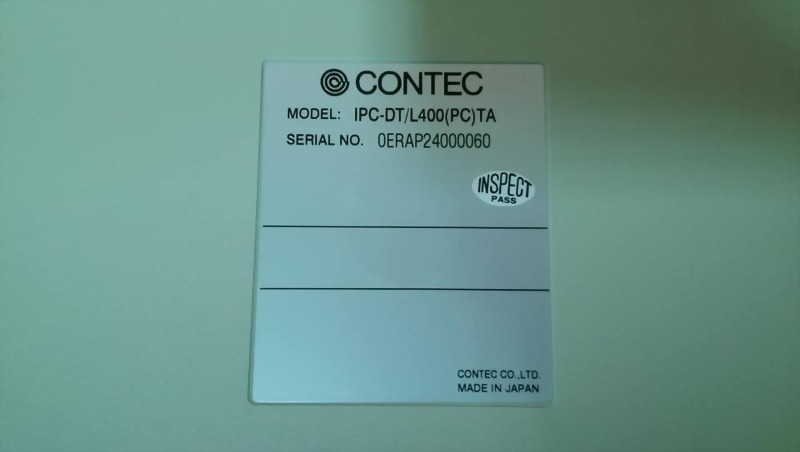 CONTEC
MODEL: IPC-DT/L400(PC)TA
SERIAL NO. 0ERAP24000060
INSPECT
PASS
CONTEC CO.,LTD.
MADE IN JAPAN